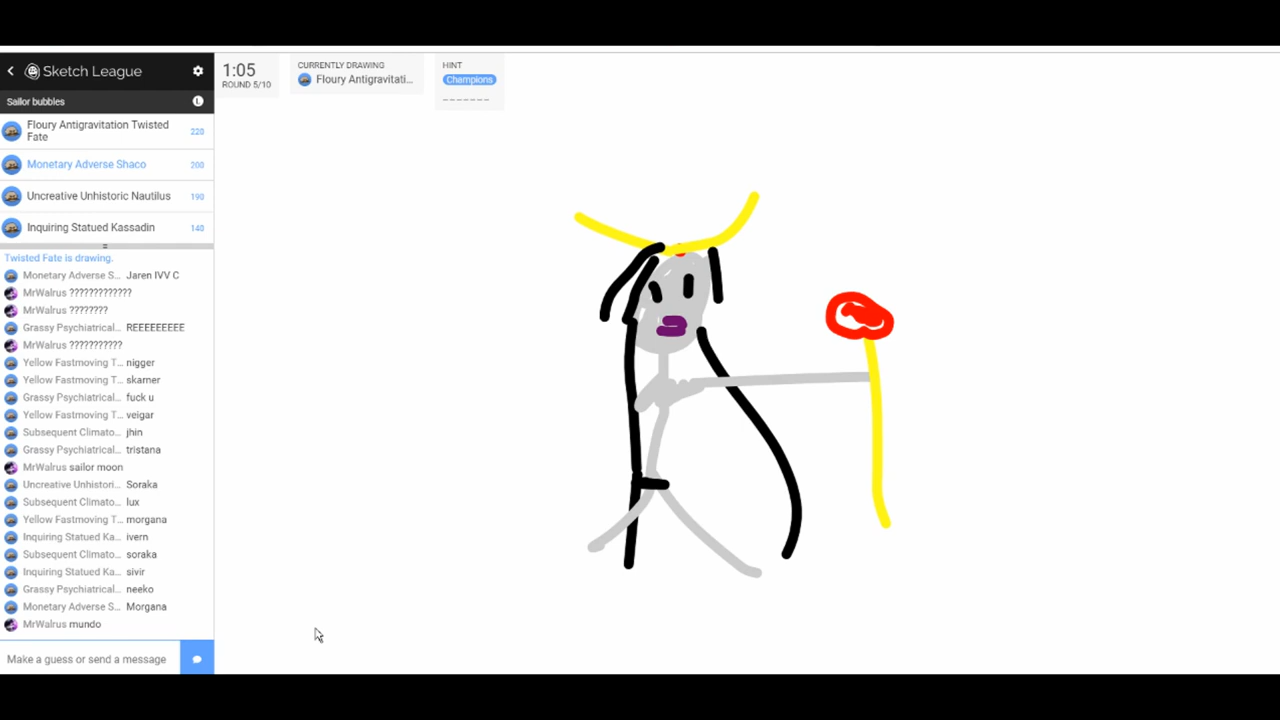 Sketch League
Sailor bubbles
L
Floury Antigravitation Twisted
Fate
220
Monetary Adverse Shaco 200
Uncreative Unhistoric Nautilus 190
Inquiring Statued Kassadin 140
Twisted Fate is drawing.
Monetary Adverse S... Jaren IVV C
MrWalrus ?????????????
MrWalrus ????????
Grassy Psychiatrical... REEEEEEEEE
MrWalrus ???????????
Yellow Fastmoving T... nigger
Yellow Fastmoving T... skarner
Grassy Psychiatrical... fuck u
Yellow Fastmoving T... veigar
Subsequent Climato... jhin
Grassy Psychiatrical... tristana
MrWalrus sailor moon
Uncreative Unhistori... Soraka
Subsequent Climato... lux
Yellow Fastmoving T... morgana
Inquiring Statued Ka... ivern
Subsequent Climato... soraka
Inquiring Statued Ka... sivir
Grassy Psychiatrical... neeko
Monetary Adverse S... Morgana
MrWalrus mundo
Make a guess or send a message
1:05
ROUND 5/10
CURRENTLY DRAWING
Floury Antigravitati...
HINT
Champions
_______